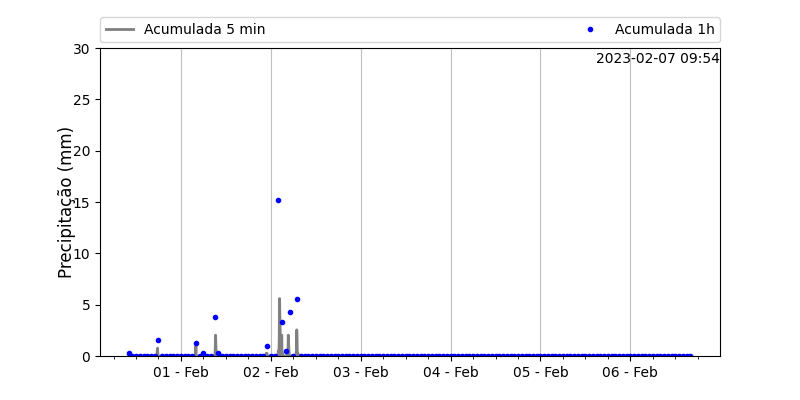 Acumulada 5 min
Acumulada 1h
2023-02-07 09:54
Precipitação (mm)
30
25
20
15
10
5
0
01 - Feb
02 - Feb
03 - Feb
04 - Feb
05 - Feb
06 - Feb